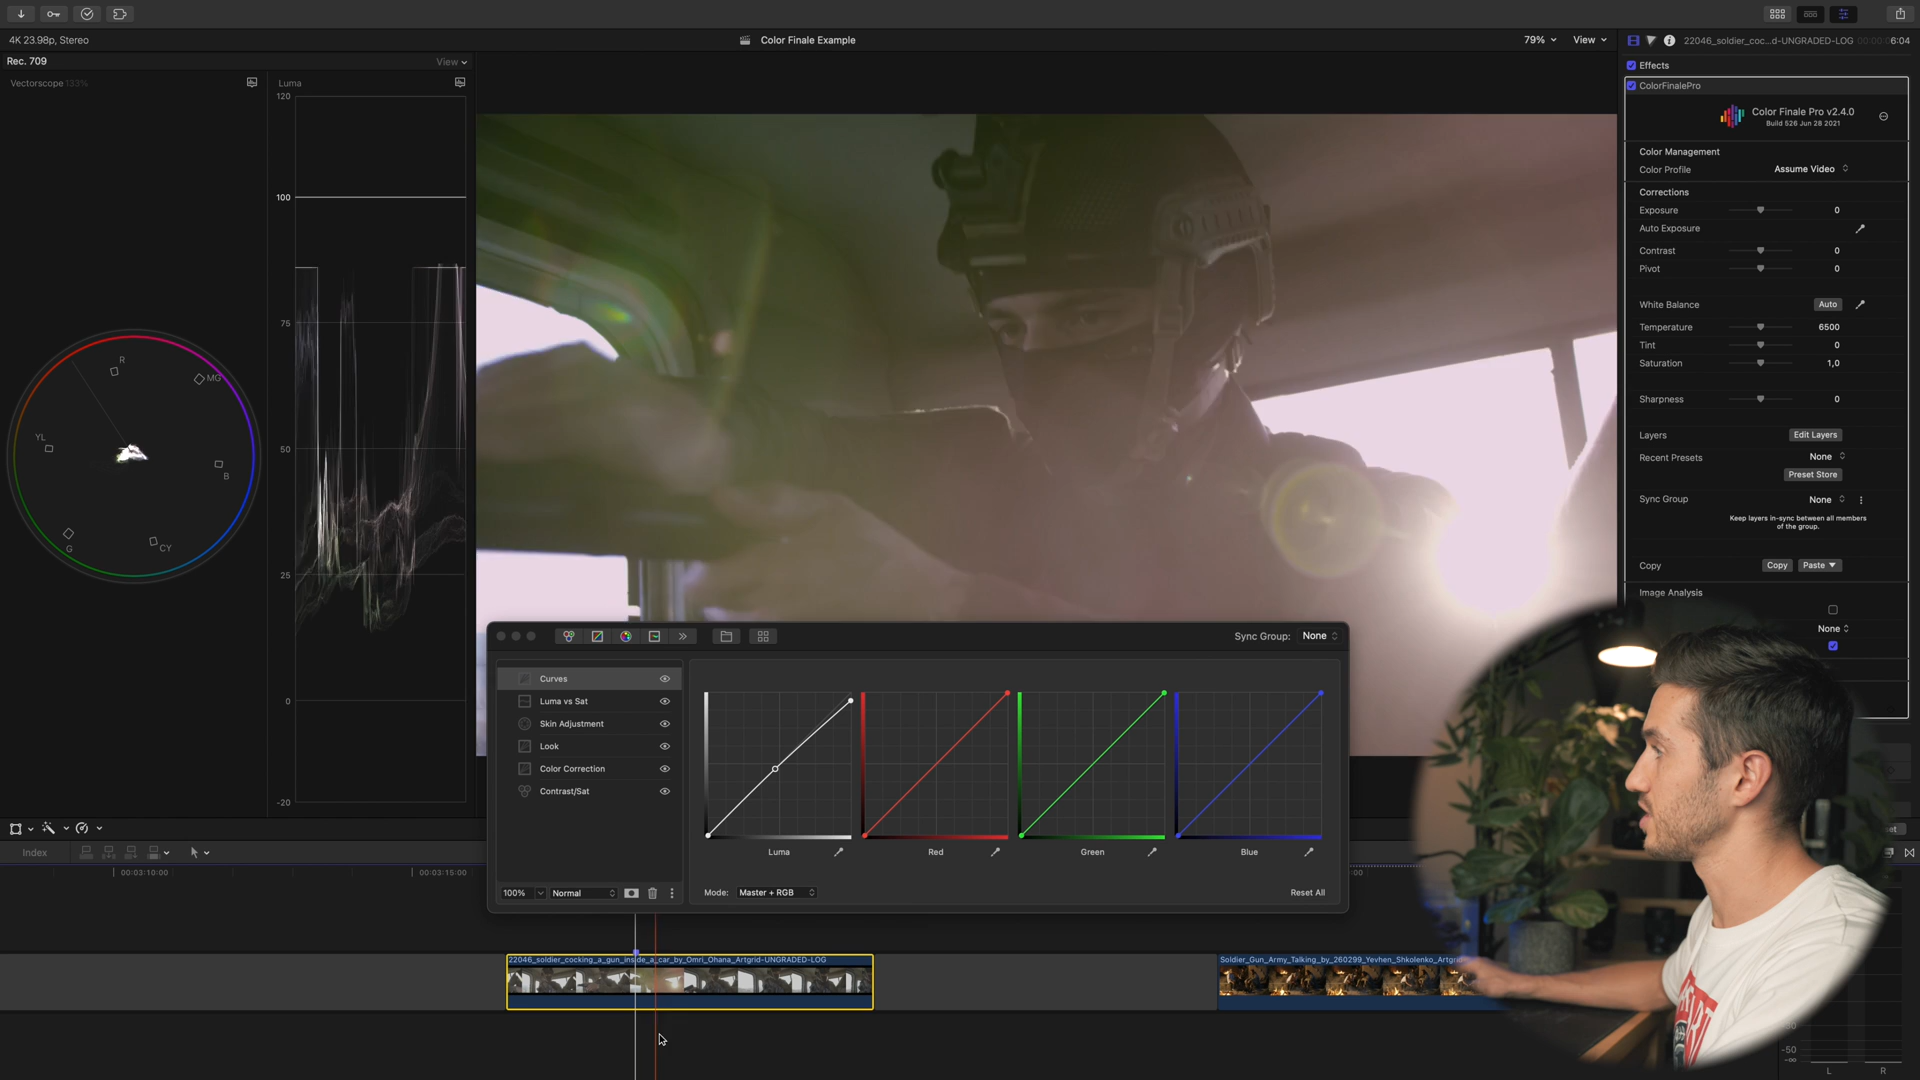 4K 23.98p, Stereo
Color Finale Example
79%
View
22046_soldier_coc...d-UNGRADED-LOG
6:04
Rec. 709
View
Effects
Vectorscope 133%
Luma
ColorFinalePro
Color Finale Pro v2.4.0
Build 526 Jun 28 2021
Color Management
Color Profile
Assume Video
Corrections
Exposure
0
Auto Exposure
Contrast
0
Pivot
0
White Balance
Auto
Temperature
6500
Tint
0
Saturation
1,0
Sharpness
0
Layers
Edit Layers
Recent Presets
None
Preset Store
Sync Group
None
Keep layers in-sync between all members
of the group.
Copy
Copy
Paste
Image Analysis
None
120
100
75
50
25
0
-20
R
MG
YL
B
G
CY
Sync Group:
None
Curves
Luma vs Sat
Skin Adjustment
Look
Color Correction
Contrast/Sat
Luma
Red
Green
Blue
100%
Normal
Mode:
Master + RGB
Reset All
Index
00:03:10:00
00:03:15:00
22046_soldier_cocking_a_gun_inside_a_car_by_Omri_Ohana_Artgrid-UNGRADED-LOG
Soldier_Gun_Army_Talking_by_260299_Yevhen_Shkolenko_Artgri
-50
-∞
L
R